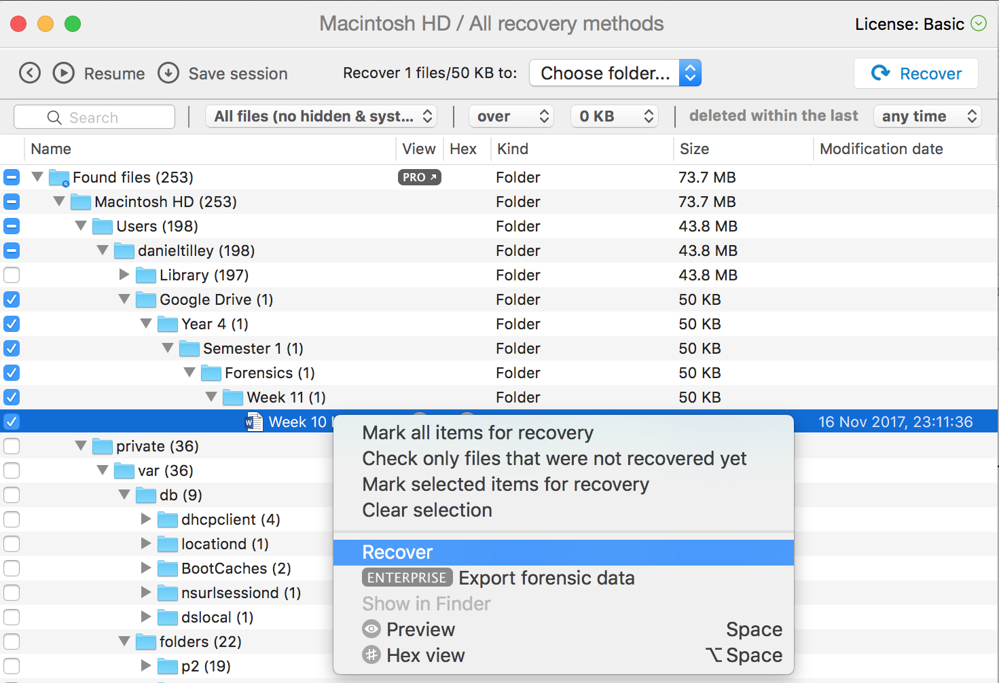 Macintosh HD / All recovery methods License: Basic
Resume Save session Recover 1 files/50 KB to: Choose folder... Recover
Search All files (no hidden & syst... over 0 KB deleted within the last any time
Name View Hex Kind Size Modification date
Found files (253) PRO ↗ Folder 73.7 MB
Macintosh HD (253) Folder 73.7 MB
Users (198) Folder 43.8 MB
danieltilley (198) Folder 43.8 MB
Library (197) Folder 43.8 MB
Google Drive (1) Folder 50 KB
Year 4 (1) Folder 50 KB
Semester 1 (1) Folder 50 KB
Forensics (1) Folder 50 KB
Week 11 (1) Folder 50 KB
Week 10 16 Nov 2017, 23:11:36
Mark all items for recovery
private (36)
Check only files that were not recovered yet
var (36)
Mark selected items for recovery
db (9)
Clear selection
dhcpclient (4)
locationd (1)
Recover
BootCaches (2)
ENTERPRISE Export forensic data
nsurlsessiond (1)
Show in Finder
dslocal (1)
Preview Space
folders (22)
Hex view ⌥ Space
p2 (19)